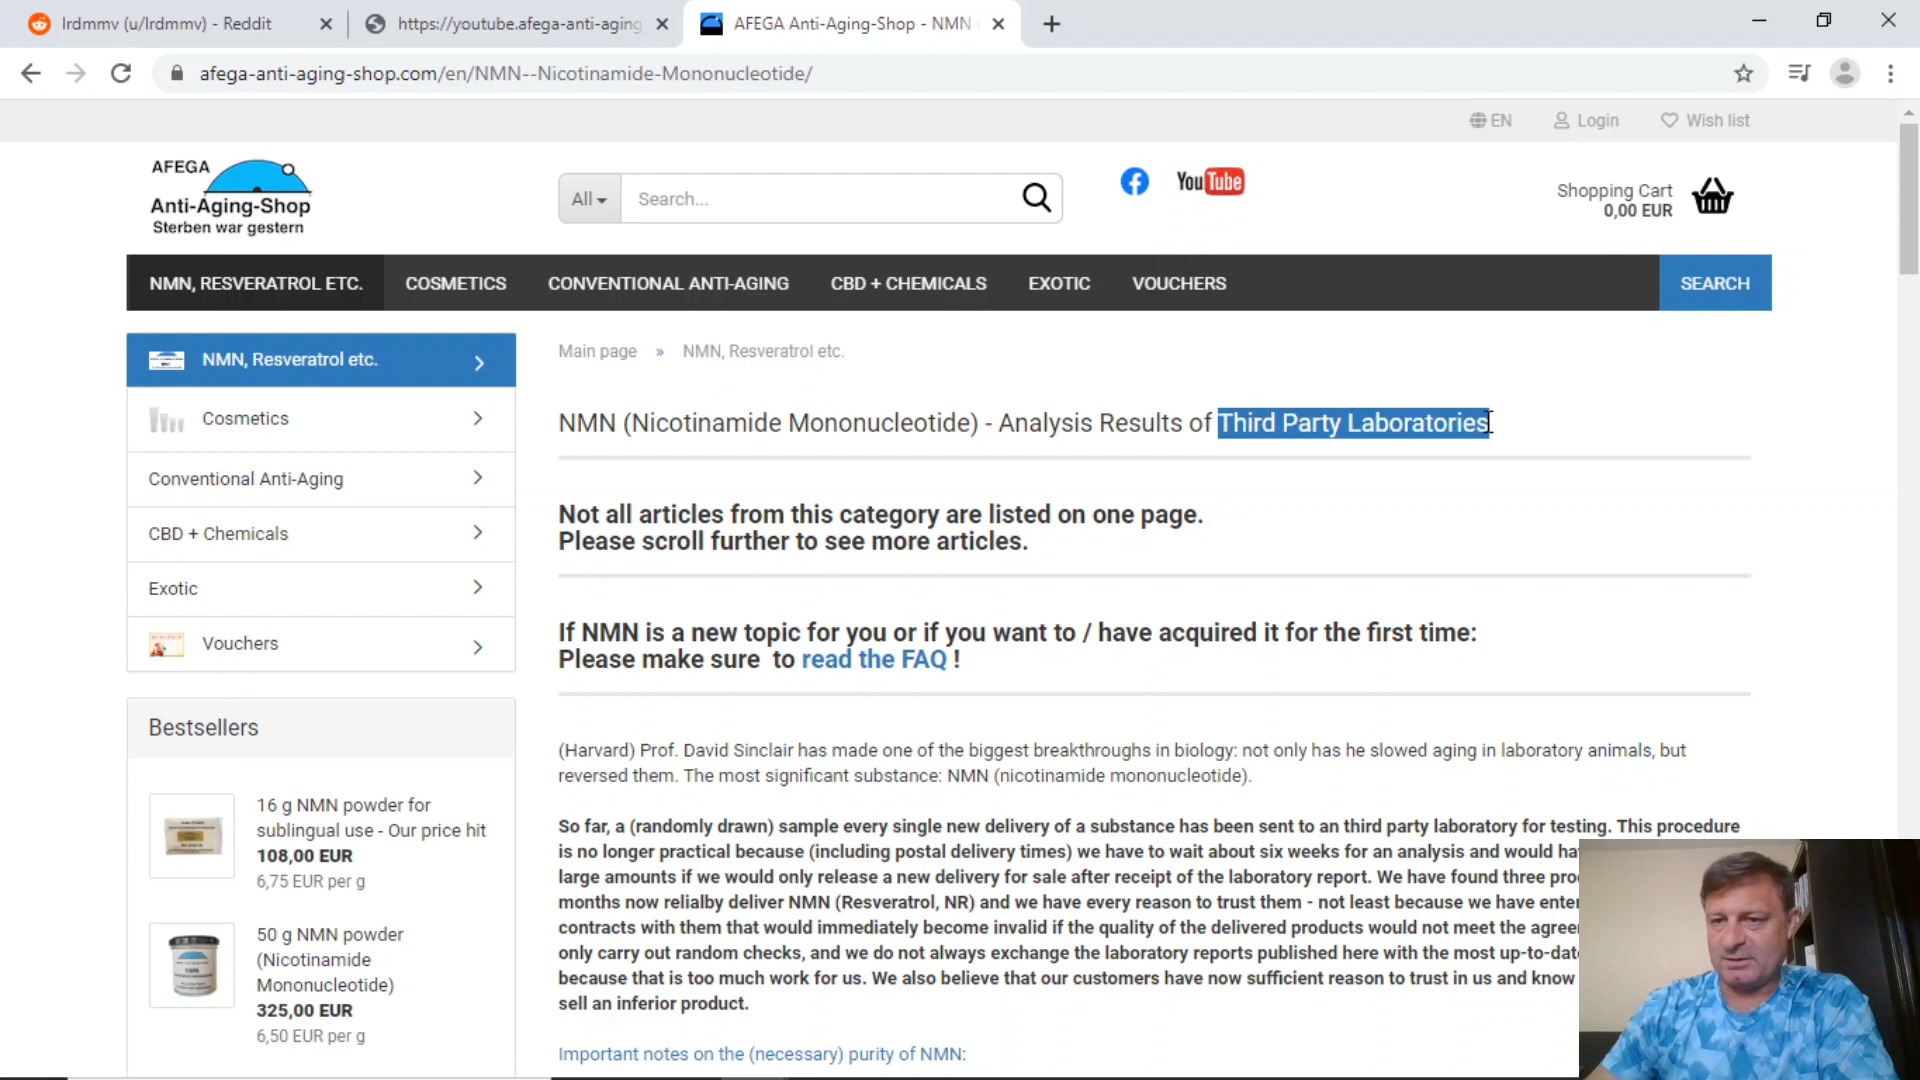 lrdmmv (u/lrdmmv) - Reddit
https://youtube.afega-anti-aging
AFEGA Anti-Aging-Shop - NMN
afega-anti-aging-shop.com/en/NMN--Nicotinamide-Mononucleotide/
EN
Login
Wish list
AFEGA
Anti-Aging-Shop
Sterben war gestern
All
Search...
YouTube
Shopping Cart
0,00 EUR
NMN, RESVERATROL ETC.
COSMETICS
CONVENTIONAL ANTI-AGING
CBD + CHEMICALS
EXOTIC
VOUCHERS
SEARCH
NMN, Resveratrol etc.
Cosmetics
Conventional Anti-Aging
CBD + Chemicals
Exotic
Vouchers
Bestsellers
16 g NMN powder for
sublingual use - Our price hit
108,00 EUR
6,75 EUR per g
50 g NMN powder
(Nicotinamide
Mononucleotide)
325,00 EUR
6,50 EUR per g
Main page » NMN, Resveratrol etc.
NMN (Nicotinamide Mononucleotide) - Analysis Results of Third Party Laboratories
Not all articles from this category are listed on one page.
Please scroll further to see more articles.
If NMN is a new topic for you or if you want to / have acquired it for the first time:
Please make sure to read the FAQ !
(Harvard) Prof. David Sinclair has made one of the biggest breakthroughs in biology: not only has he slowed aging in laboratory animals, but
reversed them. The most significant substance: NMN (nicotinamide mononucleotide).
So far, a (randomly drawn) sample every single new delivery of a substance has been sent to an third party laboratory for testing. This procedure
is no longer practical because (including postal delivery times) we have to wait about six weeks for an analysis and would ha
large amounts if we would only release a new delivery for sale after receipt of the laboratory report. We have found three pro
months now relialby deliver NMN (Resveratrol, NR) and we have every reason to trust them - not least because we have enter
contracts with them that would immediately become invalid if the quality of the delivered products would not meet the agree
only carry out random checks, and we do not always exchange the laboratory reports published here with the most up-to-dat
because that is too much work for us. We also believe that our customers have now sufficient reason to trust in us and know
sell an inferior product.
Important notes on the (necessary) purity of NMN: